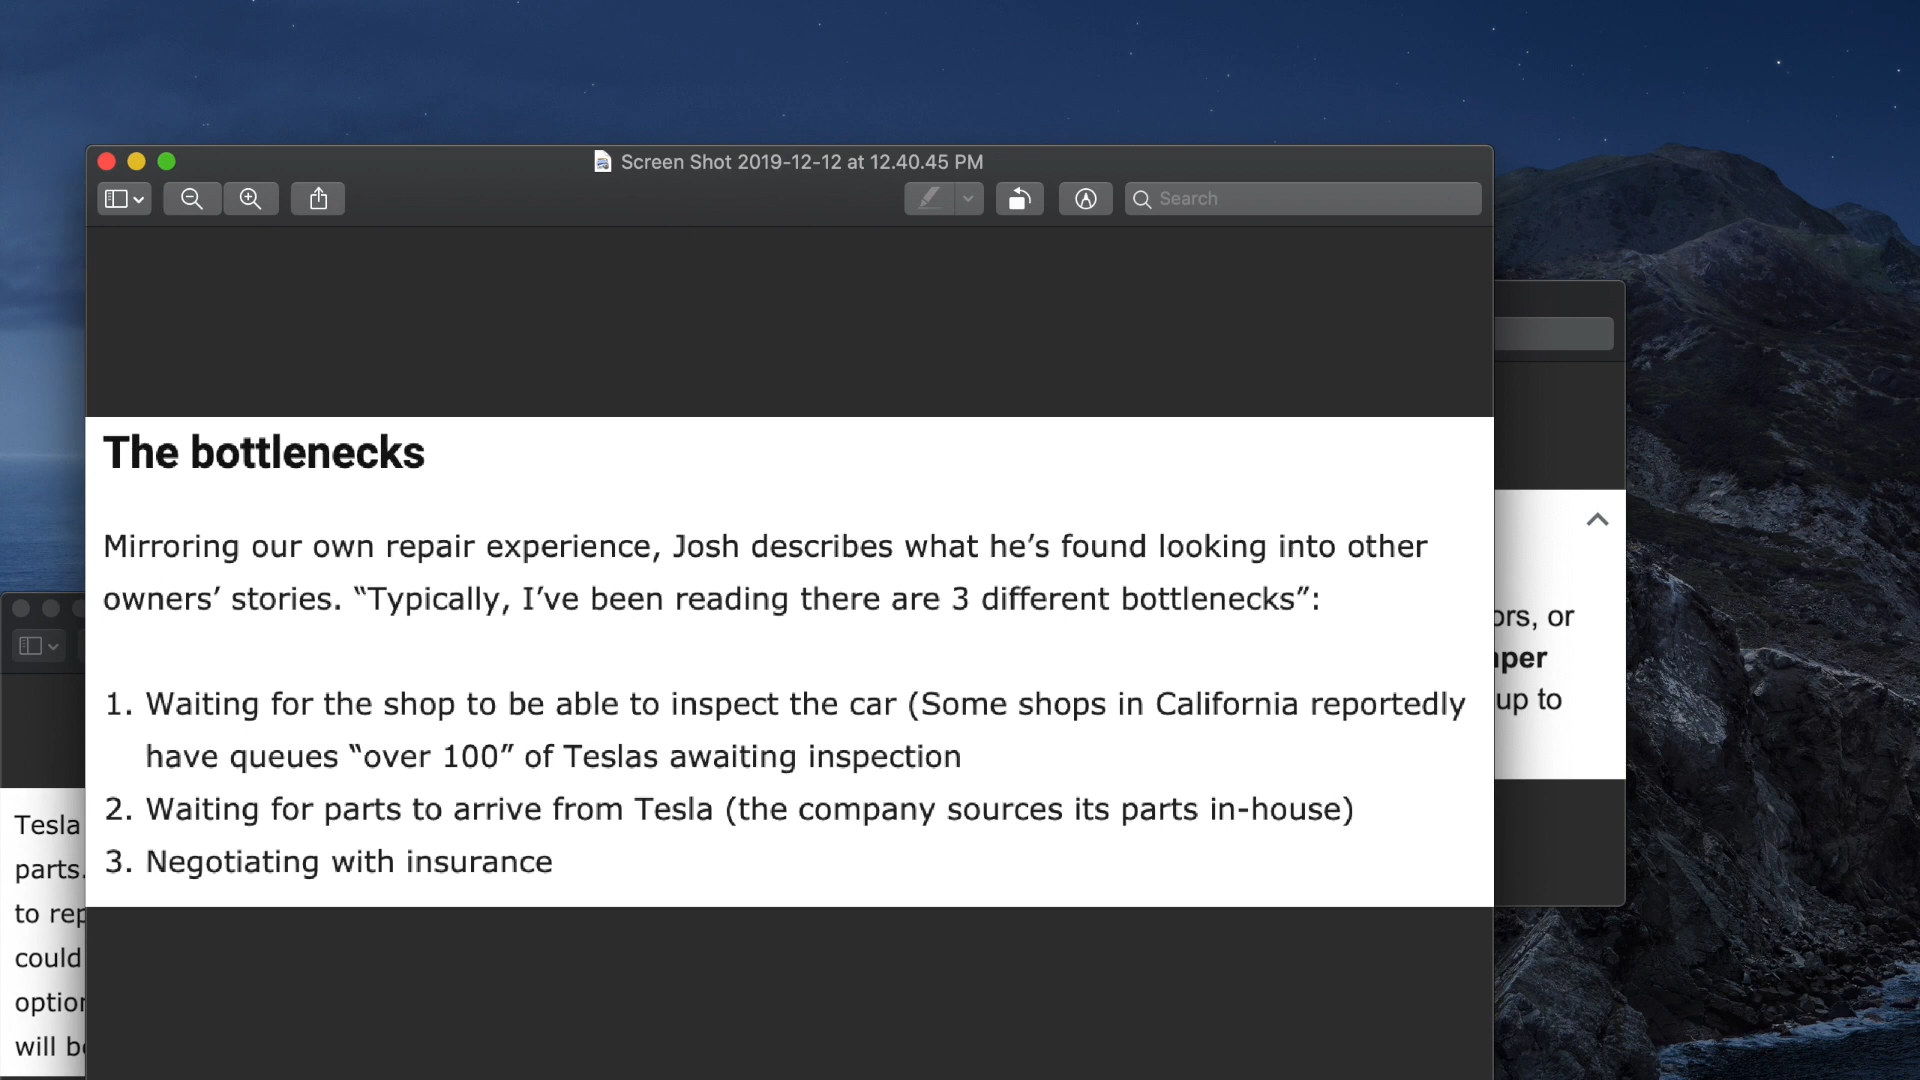 Screen Shot 2019-12-12 at 12.40.45 PM
Search
The bottlenecks
Mirroring our own repair experience, Josh describes what he’s found looking into other
owners’ stories. “Typically, I’ve been reading there are 3 different bottlenecks”:
1. Waiting for the shop to be able to inspect the car (Some shops in California reportedly
have queues “over 100” of Teslas awaiting inspection
2. Waiting for parts to arrive from Tesla (the company sources its parts in-house)
3. Negotiating with insurance
or
up to
Tesla
parts.
to
could
will